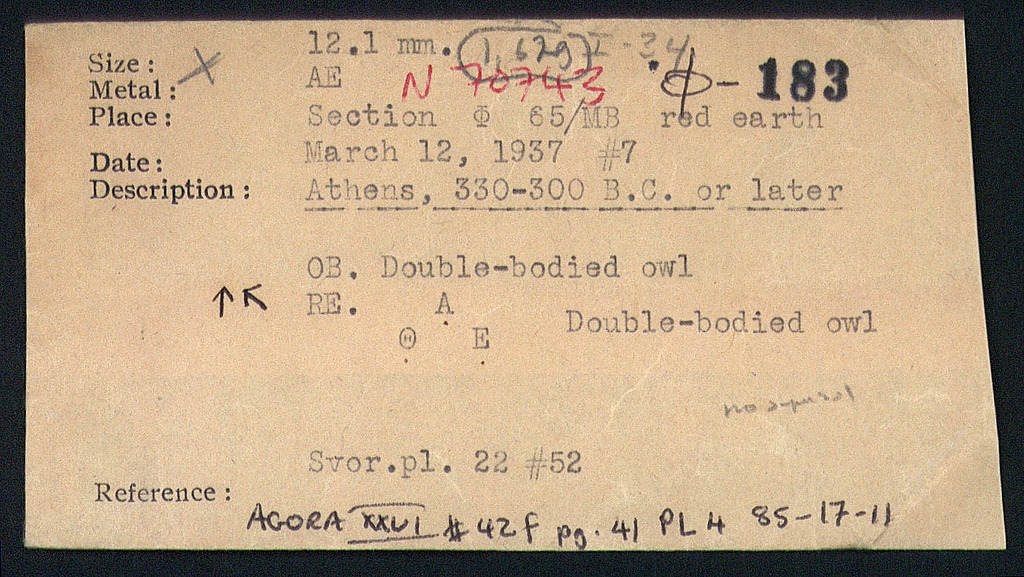 Size: X 12.1 mm. 1,62g I-34
Metal: AE N 70743 Φ-183
Place: Section Φ 65/MB red earth
Date: March 12, 1937 #7
Description: Athens, 330-300 B.C. or later
OB. Double-bodied owl
↑↖ RE. A
Θ E Double-bodied owl
Svor.pl. 22 #52
Reference:
AGORA XXVI #42f pg. 41 PL 4 85-17-11